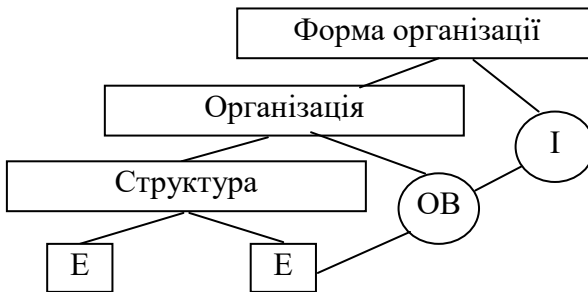 Форма організації
Організація
І
Структура
ОВ
Е
Е